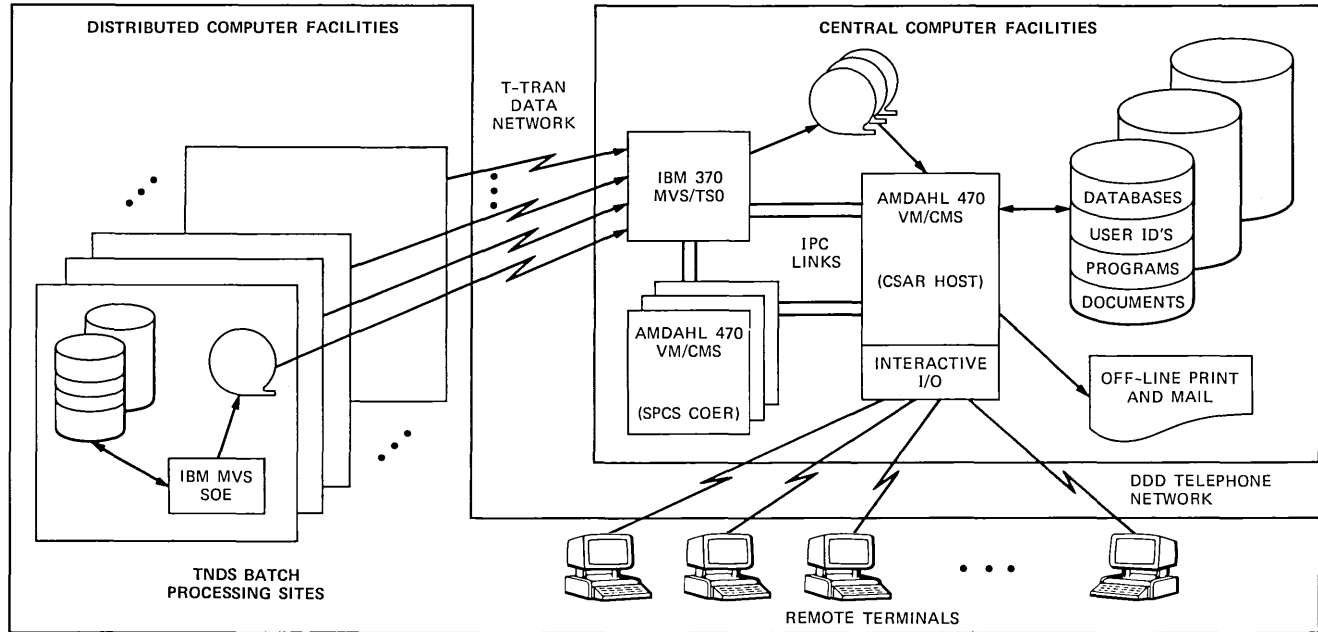 DISTRIBUTED COMPUTER FACILITIES
CENTRAL COMPUTER FACILITIES
T-TRAN
DATA
NETWORK
IBM 370
MVS/TSO
AMDAHL 470
VM/CMS
(CSAR HOST)
INTERACTIVE
I/O
IPC
LINKS
AMDAHL 470
VM/CMS
(SPCS COER)
DATABASES
USER ID'S
PROGRAMS
DOCUMENTS
OFF-LINE PRINT
AND MAIL
IBM MVS
SOE
TNDS BATCH
PROCESSING SITES
DDD TELEPHONE
NETWORK
REMOTE TERMINALS